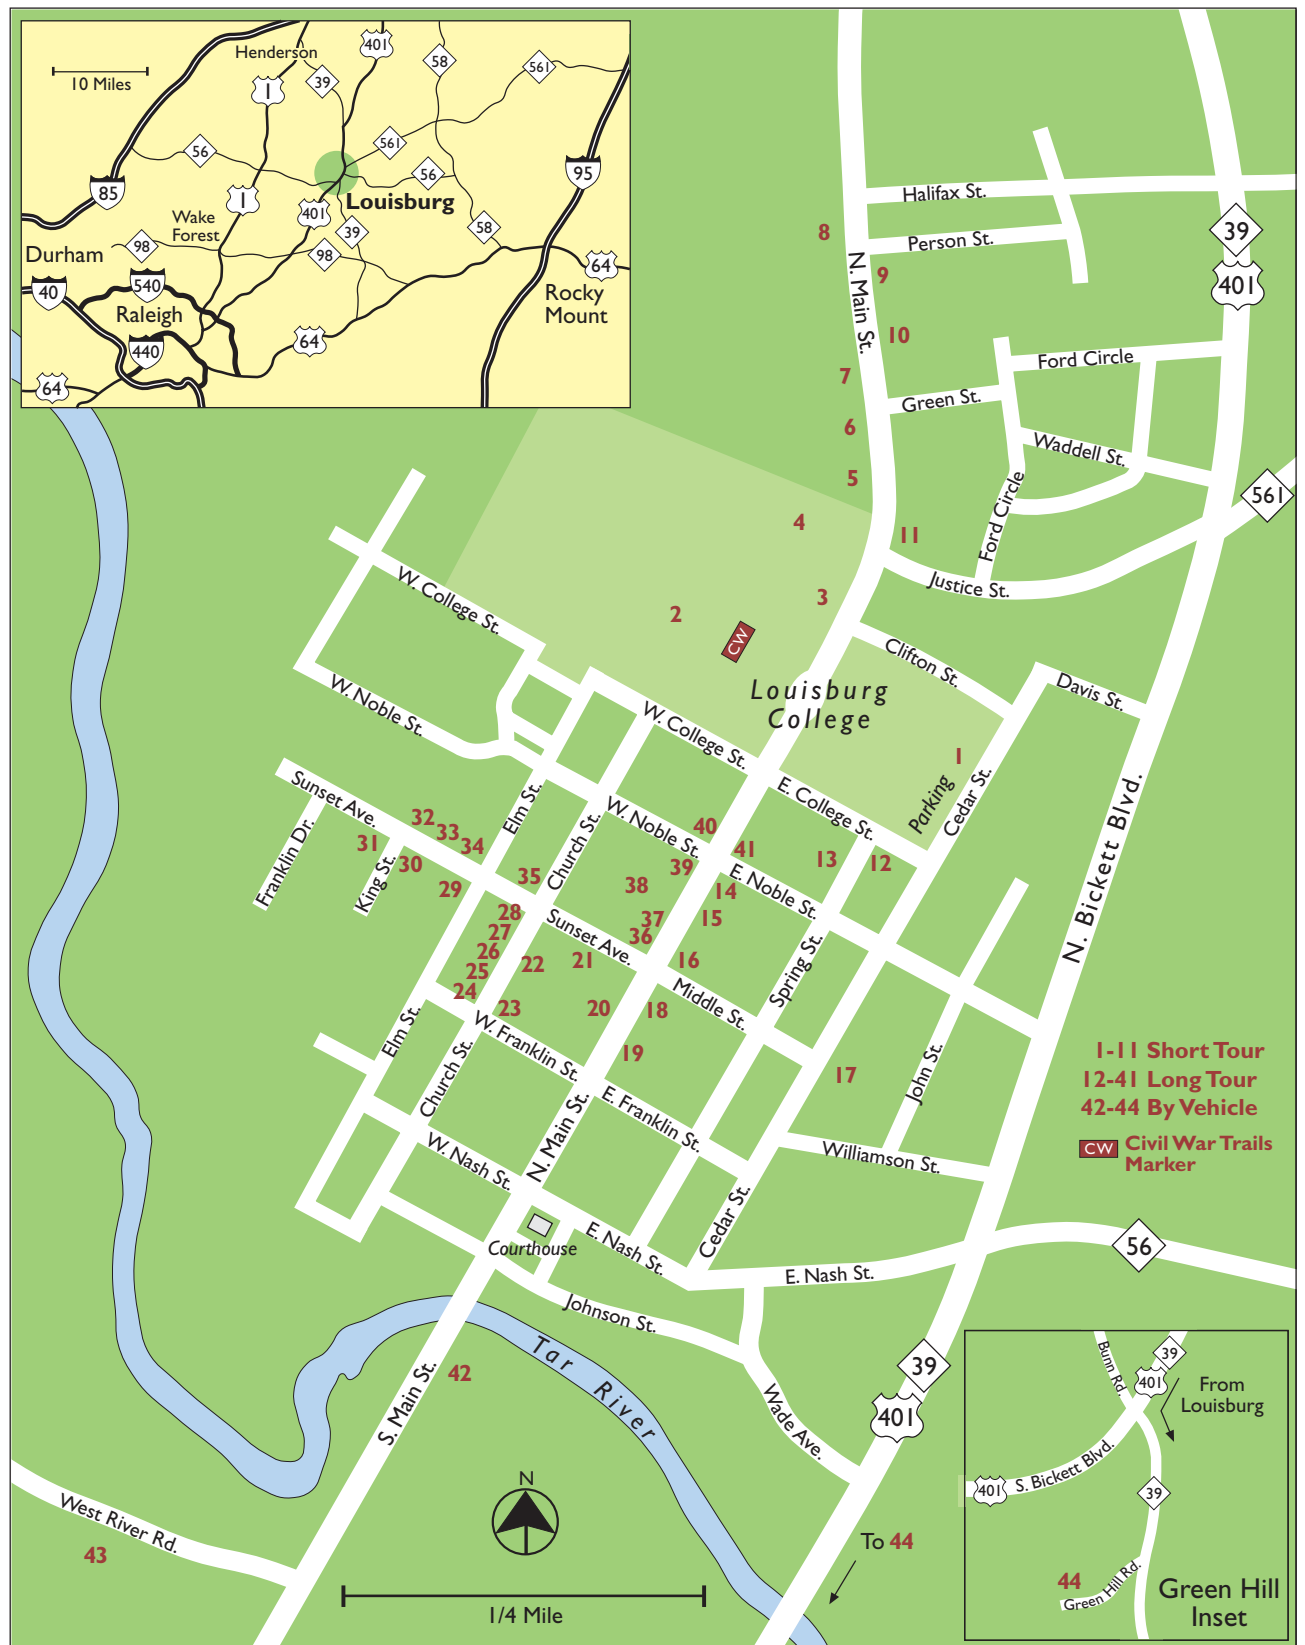 Henderson
401
58
561
10 Miles
39
1
561
56
56
95
85
1
Louisburg
401
Wake
Forest
39
58
98
98
Durham
64
540
40
Rocky
Mount
Raleigh
64
440
64
Halifax St.
8
Person St.
39
9
401
N. Main St.
10
Ford Circle
7
Green St.
6
Waddell St.
5
561
4
Ford Circle
11
Justice St.
W. College St.
3
2
CW
Clifton St.
Louisburg
College
Davis St.
W. Noble St.
W. College St.
1
Parking
Cedar St.
N. Bickett Blvd.
E. College St.
Sunset Ave.
Elm St.
32
33
34
W. Noble St.
40
41
13
12
Franklin Dr.
31
30
King St.
29
35
Church St.
38
39
14
E. Noble St.
28
27
26
25
24
Sunset Ave.
37
36
15
22
21
16
Spring St.
23
20
18
Middle St.
Elm St.
W. Franklin St.
19
17
John St.
1-11 Short Tour
12-41 Long Tour
42-44 By Vehicle
CW
Civil War Trails
Marker
Church St.
E. Franklin St.
N. Main St.
W. Nash St.
Williamson St.
Cedar St.
Courthouse
E. Nash St.
E. Nash St.
56
Johnson St.
Tar River
42
S. Main St.
Wade Ave.
39
401
Bunn Rd.
39
401
From
Louisburg
S. Bickett Blvd.
401
39
44
Green Hill Rd.
Green Hill
Inset
N
West River Rd.
43
To 44
1/4 Mile